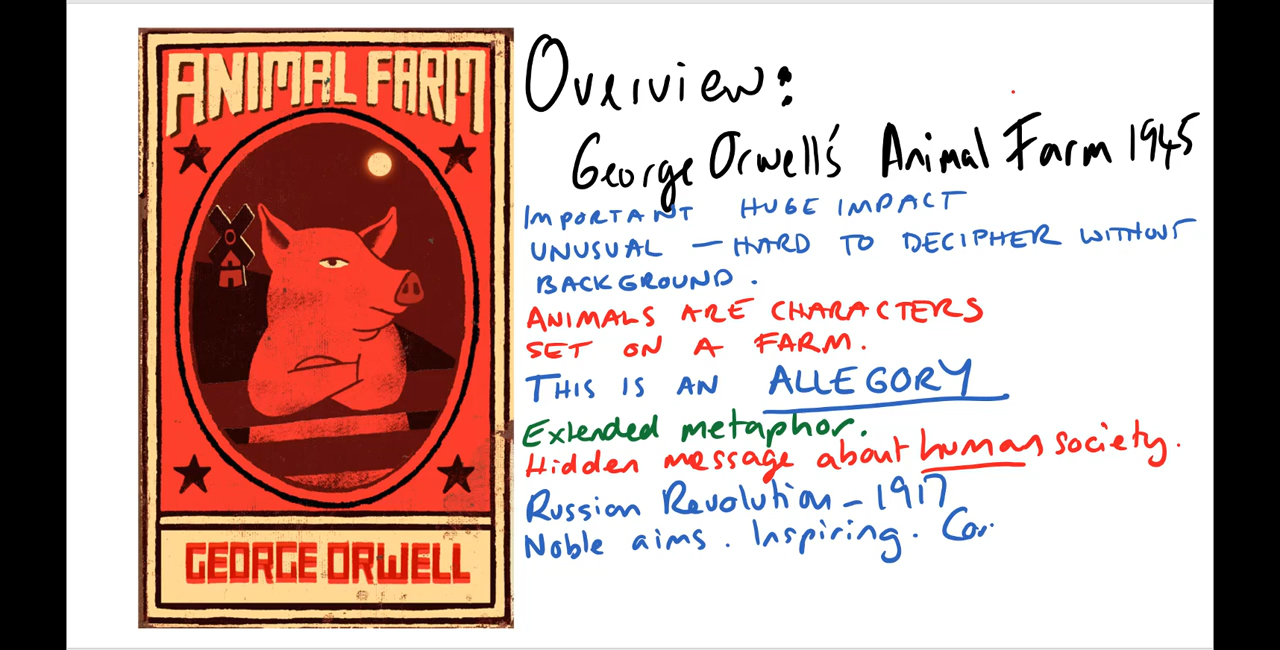 ANIMAL FARM
GEORGE ORWELL
Overview:
George Orwell's Animal Farm 1945
IMPORTANT HUGE IMPACT
UNUSUAL – HARD TO DECIPHER WITHOUT
BACKGROUND.
ANIMALS ARE CHARACTERS
SET ON A FARM.
THIS IS AN ALLEGORY
Extended metaphor.
Hidden message about human society.
Russian Revolution – 1917
Noble aims. Inspiring.